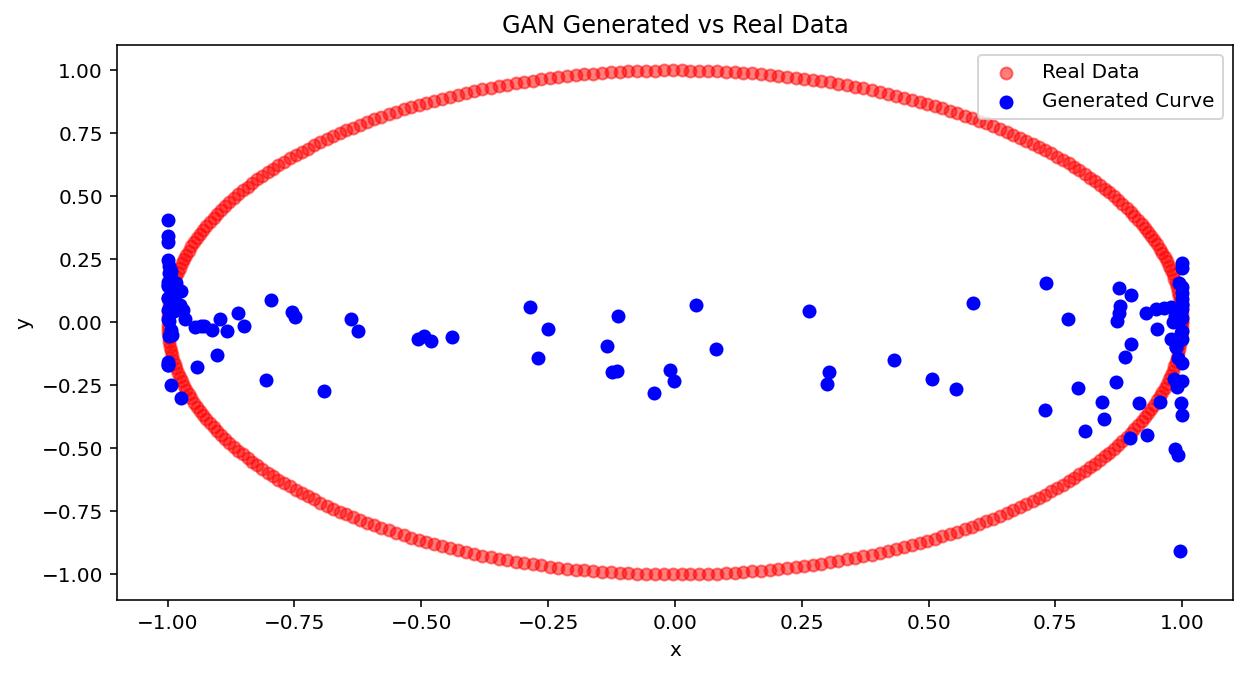 GAN Generated vs Real Data
Real Data
Generated Curve
1.00
0.75
0.50
0.25
0.00
−0.25
−0.50
−0.75
−1.00
y
−1.00 −0.75 −0.50 −0.25 0.00 0.25 0.50 0.75 1.00
x